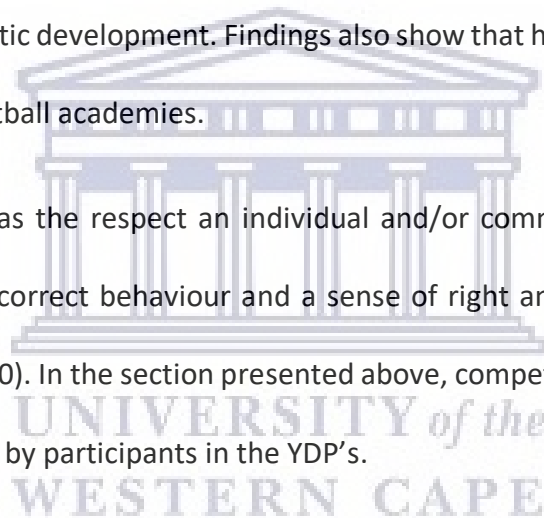 tic development. Findings also show that h
tball academies.
as the respect an individual and/or comm
correct behaviour and a sense of right an
0). In the section presented above, compe
UNIVERSITY of the
by participants in the YDP's.
WESTERN CAPE